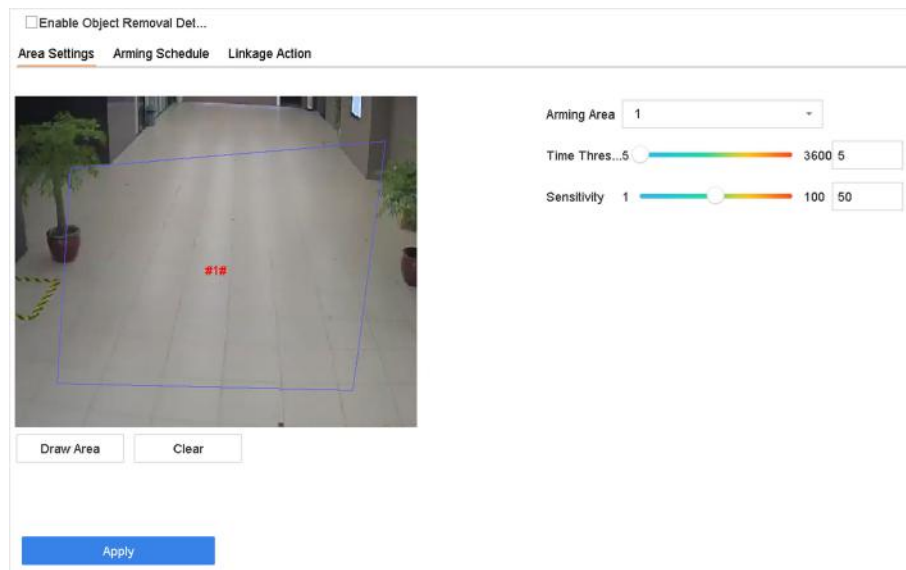 Enable Object Removal Det...
Area Settings Arming Schedule Linkage Action
Arming Area 1
Time Thres... 5 3600 5
Sensitivity 1 100 50
#1#
Draw Area Clear
Apply